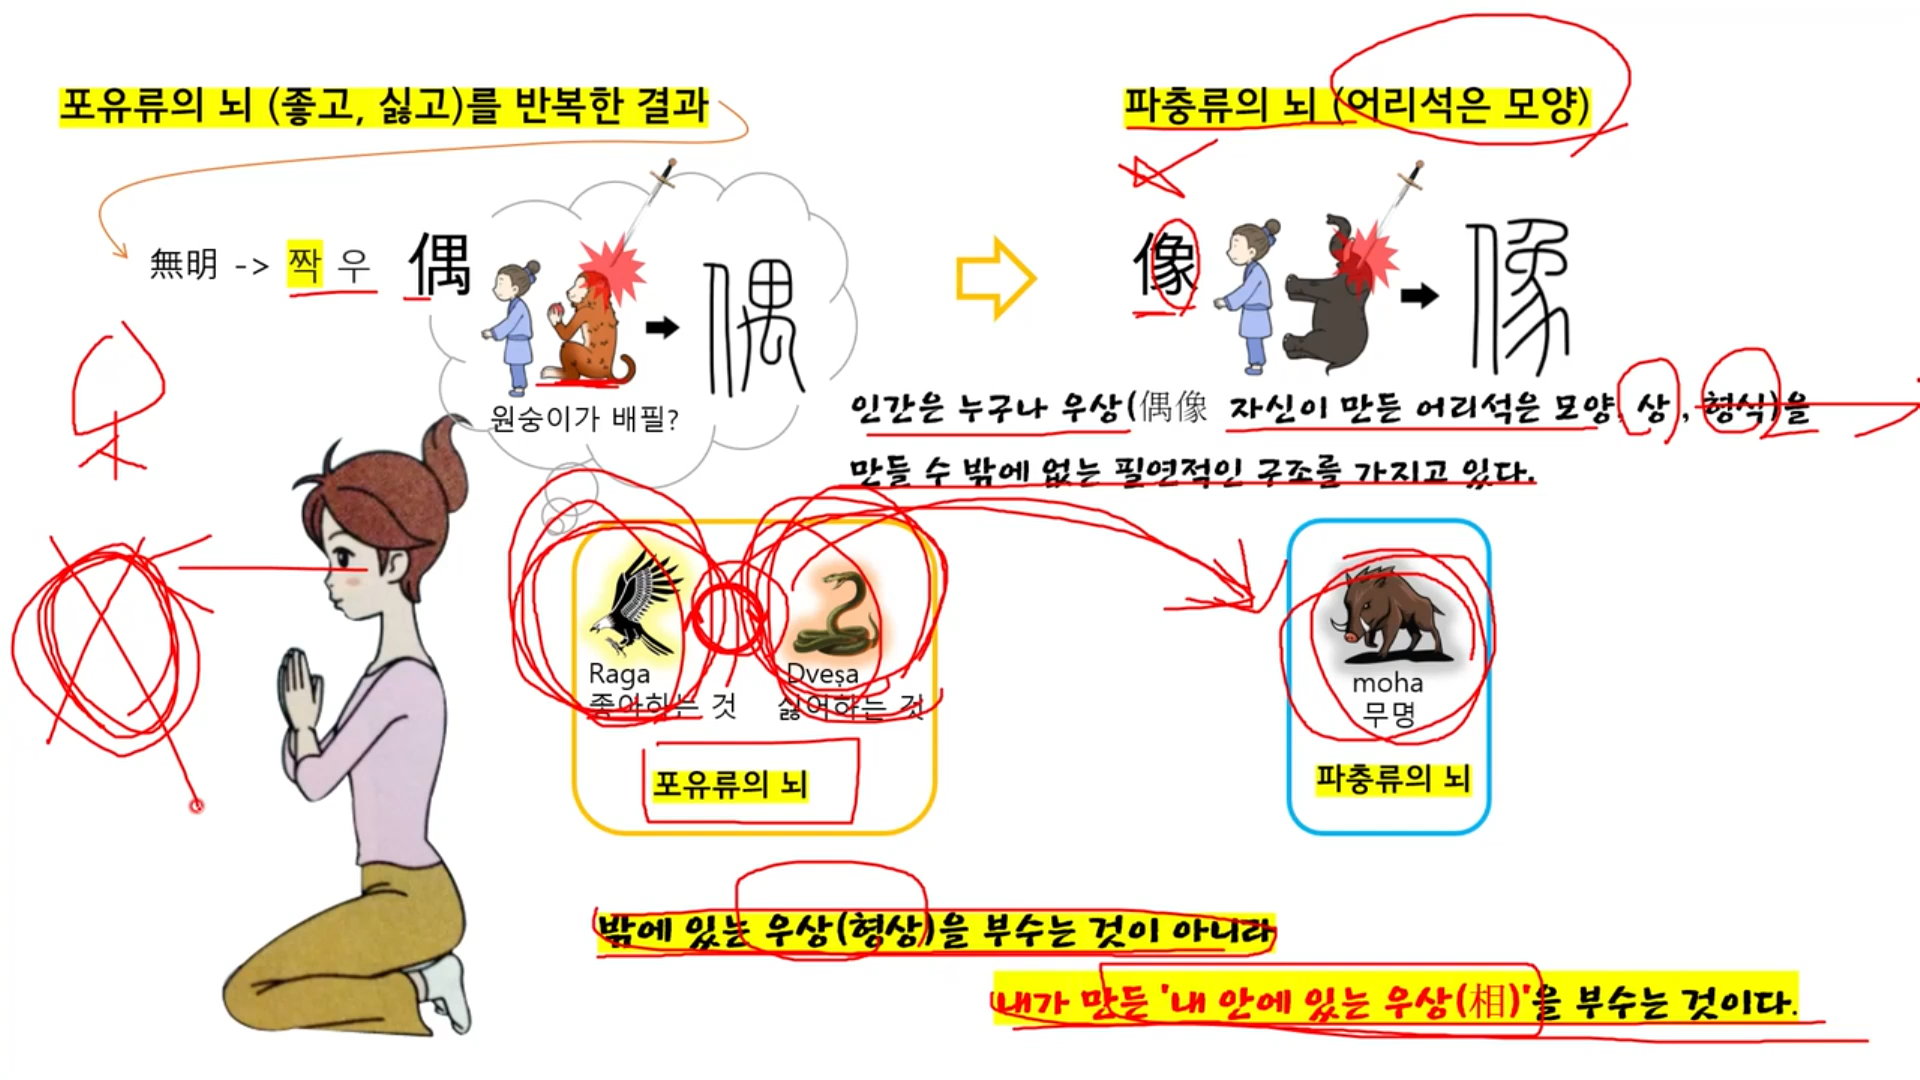 포유류의 뇌 (좋고, 싫고)를 반복한 결과
파충류의 뇌 (어리석은 모양)
無明 -> 짝 우 偶
偶
像
像
원숭이가 배필?
인간은 누구나 우상(偶像 자신이 만든 어리석은 모양, 상, 형식)을
만들 수 밖에 없는 필연적인 구조를 가지고 있다.
Raga
좋아하는 것
Dveṣa
싫어하는 것
포유류의 뇌
moha
무명
파충류의 뇌
밖에 있는 우상(형상)을 부수는 것이 아니라
내가 만든 '내 안에 있는 우상(相)'을 부수는 것이다.